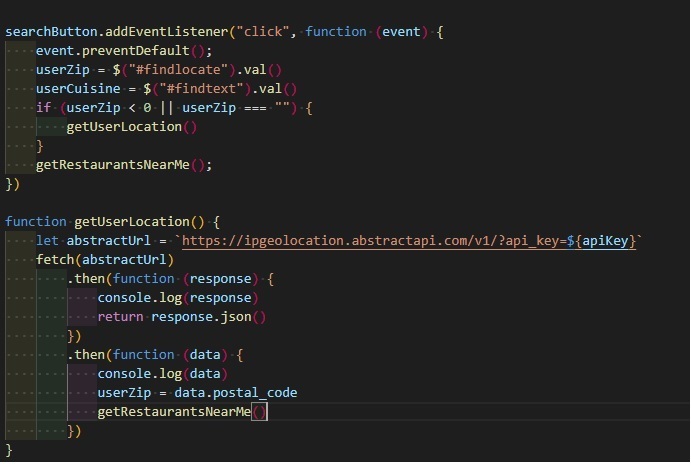 searchButton.addEventListener("click", function (event) {
    event.preventDefault();
    userZip = $("#findlocate").val()
    userCuisine = $("#findtext").val()
    if (userZip < 0 || userZip === "") {
        getUserLocation()
    }
    getRestaurantsNearMe();
})

function getUserLocation() {
    let abstractUrl = `https://ipgeolocation.abstractapi.com/v1/?api_key=${apiKey}`
    fetch(abstractUrl)
        .then(function (response) {
            console.log(response)
            return response.json()
        })
        .then(function (data) {
            console.log(data)
            userZip = data.postal_code
            getRestaurantsNearMe()
        })
}